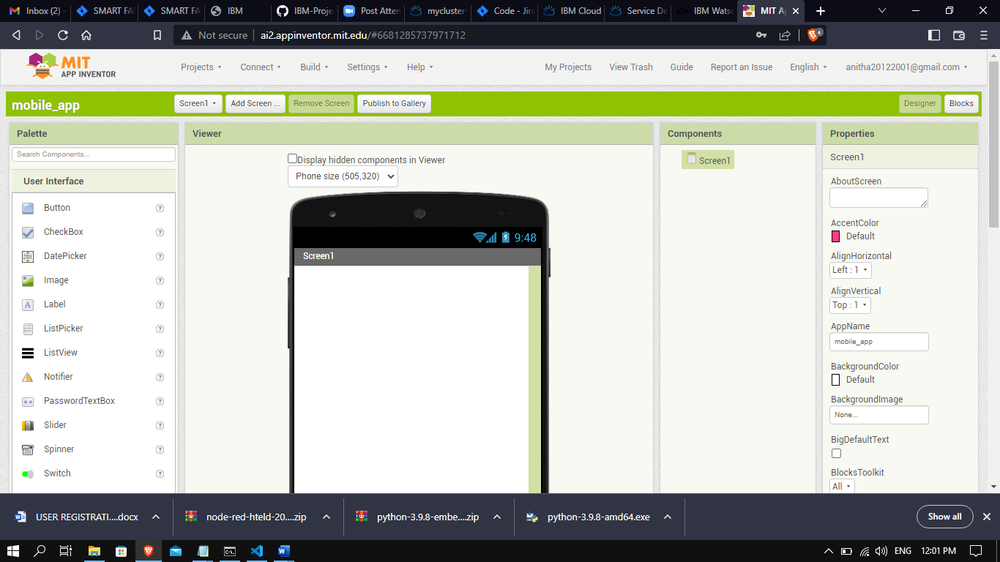 Inbox (2) -
SMART FA
SMART FA
IBM
IBM-Proje
Post Atten
mycluster-
Code - Jira
IBM Cloud
Service De
IBM Watso
MIT Ap
Not secure
ai2.appinventor.mit.edu/#6681285737971712
4
MIT
APP INVENTOR
Projects
Connect
Build
Settings
Help
My Projects
View Trash
Guide
Report an Issue
English
anitha20122001@gmail.com
mobile_app
Screen1
Add Screen ...
Remove Screen
Publish to Gallery
Designer
Blocks
Palette
Search Components...
User Interface
Button ?
CheckBox ?
DatePicker ?
Image ?
Label ?
ListPicker ?
ListView ?
Notifier ?
PasswordTextBox ?
Slider ?
Spinner ?
Switch ?
Viewer
Display hidden components in Viewer
Phone size (505,320)
9:48
Screen1
Components
Screen1
Properties
Screen1
AboutScreen
AccentColor
Default
AlignHorizontal
Left : 1
AlignVertical
Top : 1
AppName
mobile_app
BackgroundColor
Default
BackgroundImage
None...
BigDefaultText
BlocksToolkit
All
USER REGISTRATI....docx
node-red-hteld-20....zip
python-3.9.8-embe....zip
python-3.9.8-amd64.exe
Show all
ENG
12:01 PM